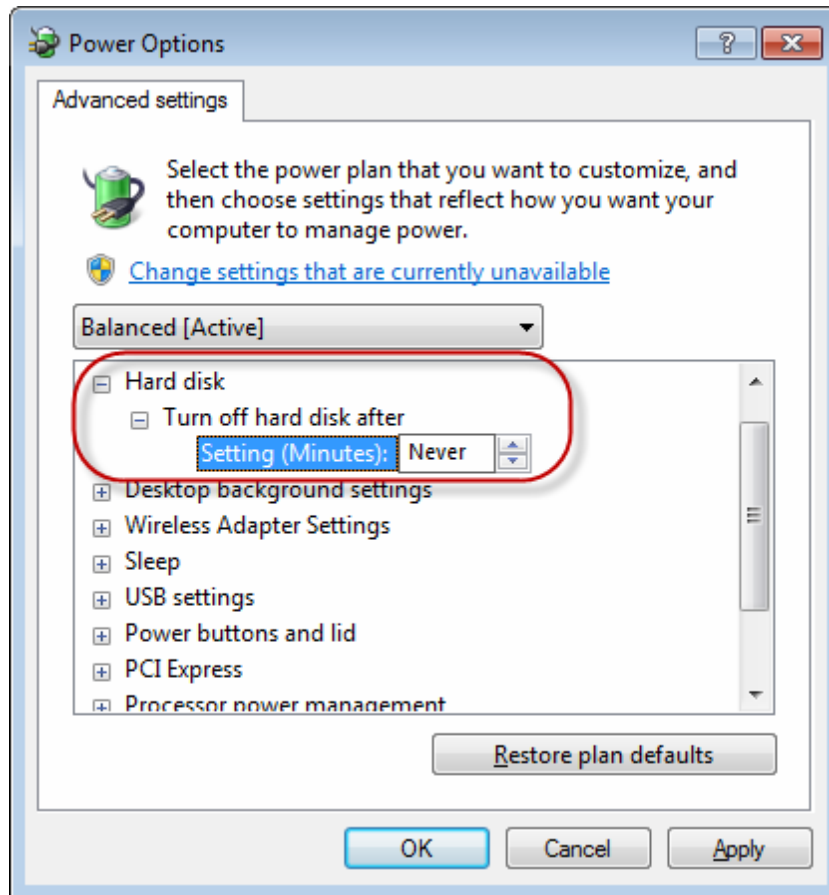 Power Options
Advanced settings
Select the power plan that you want to customize, and
then choose settings that reflect how you want your
computer to manage power.
Change settings that are currently unavailable
Balanced [Active]
Hard disk
Turn off hard disk after
Setting (Minutes): Never
Desktop background settings
Wireless Adapter Settings
Sleep
USB settings
Power buttons and lid
PCI Express
Processor power management
Restore plan defaults
OK Cancel Apply